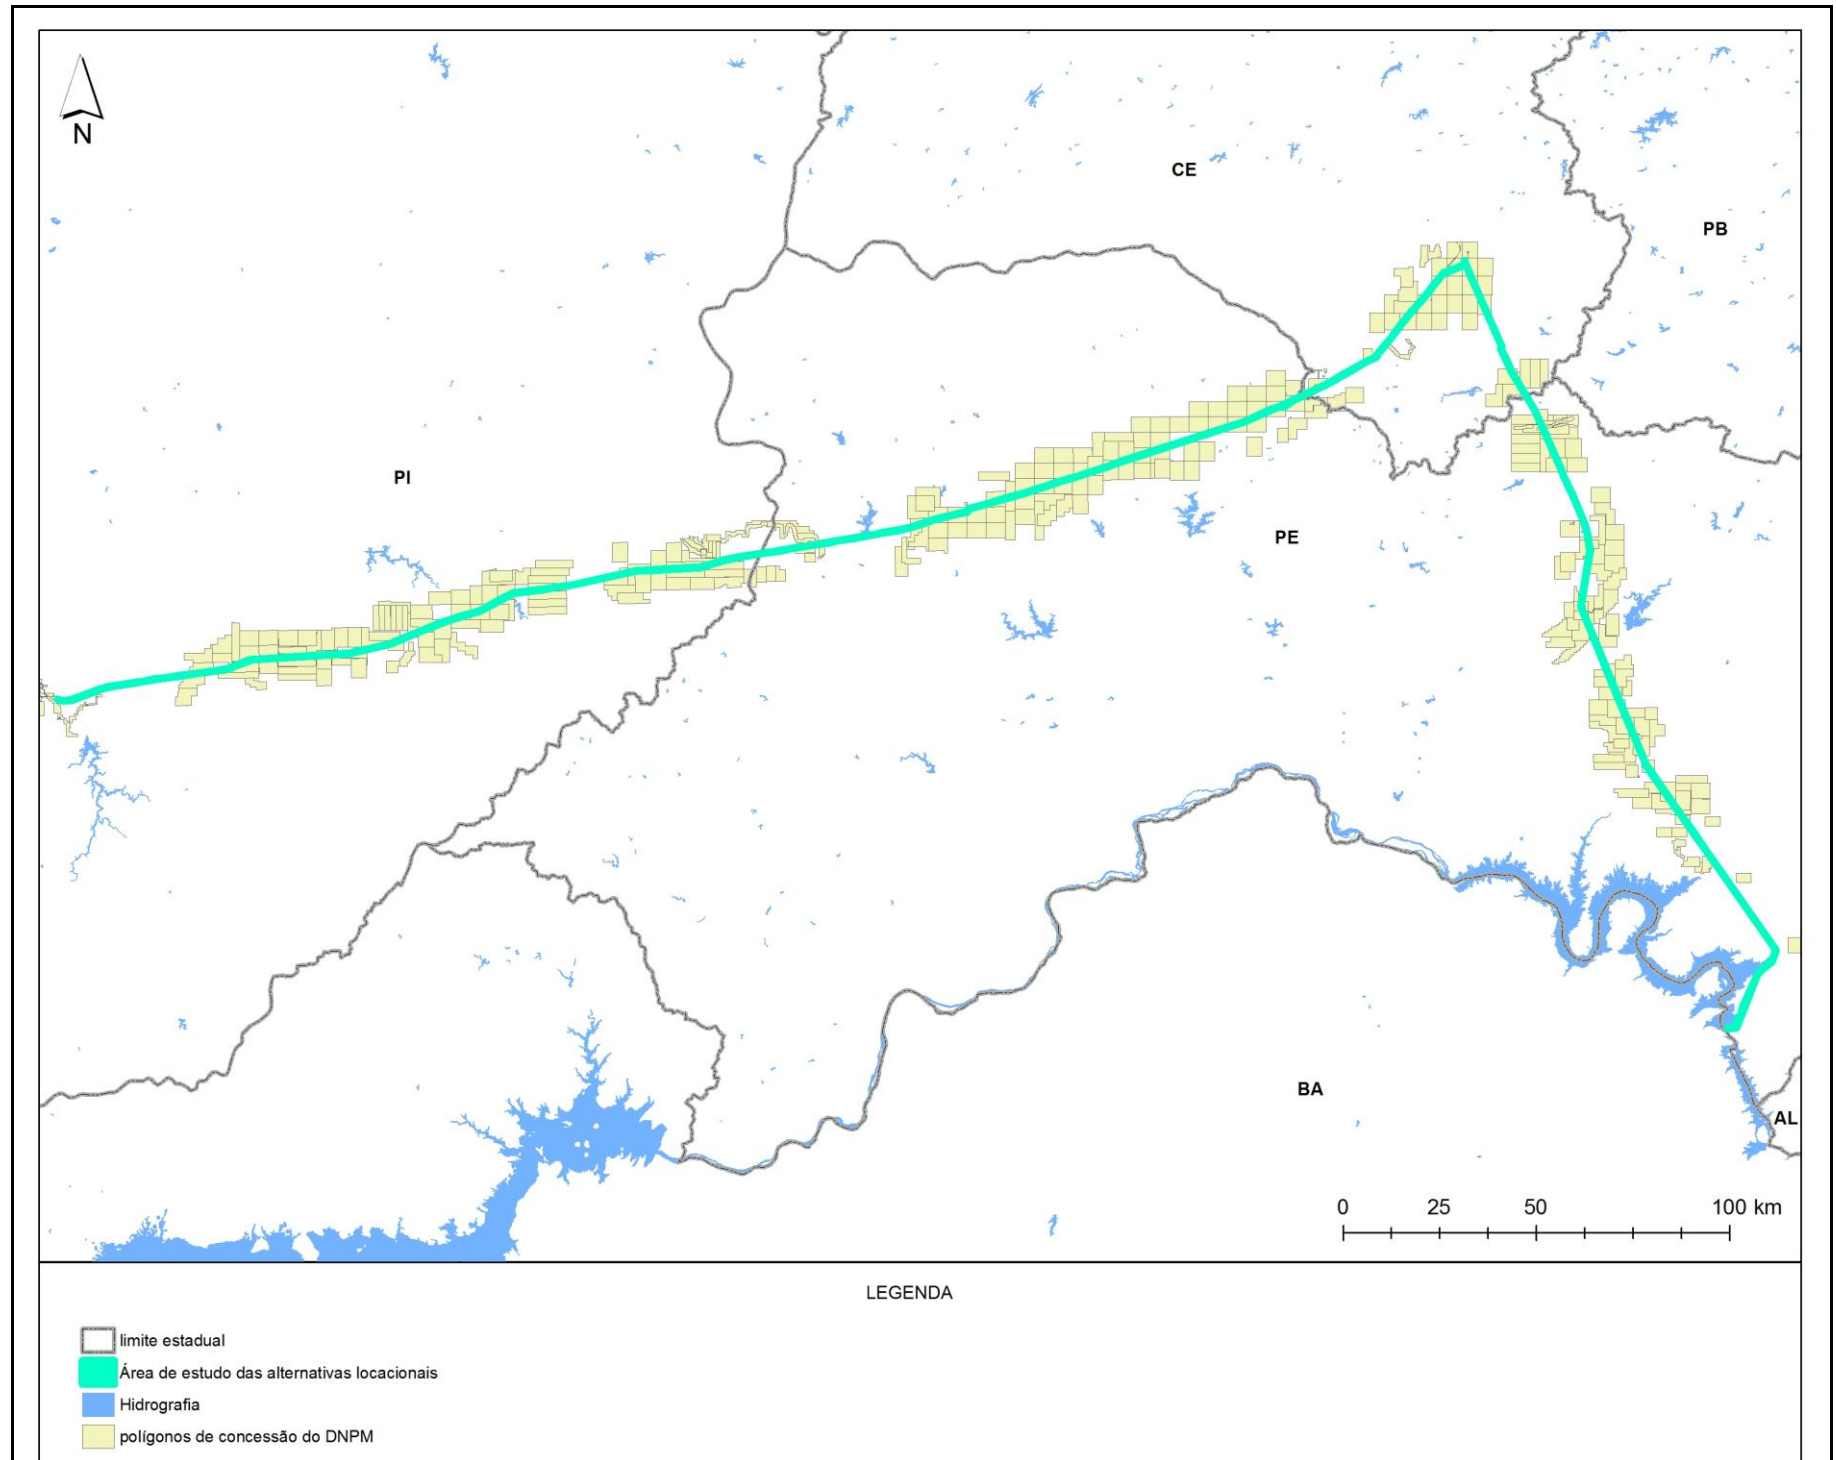 N
CE
PB
PI
PE
BA
AL
0 25 50 100 km
LEGENDA
limite estadual
Área de estudo das alternativas locacionais
Hidrografia
polígonos de concessão do DNPM